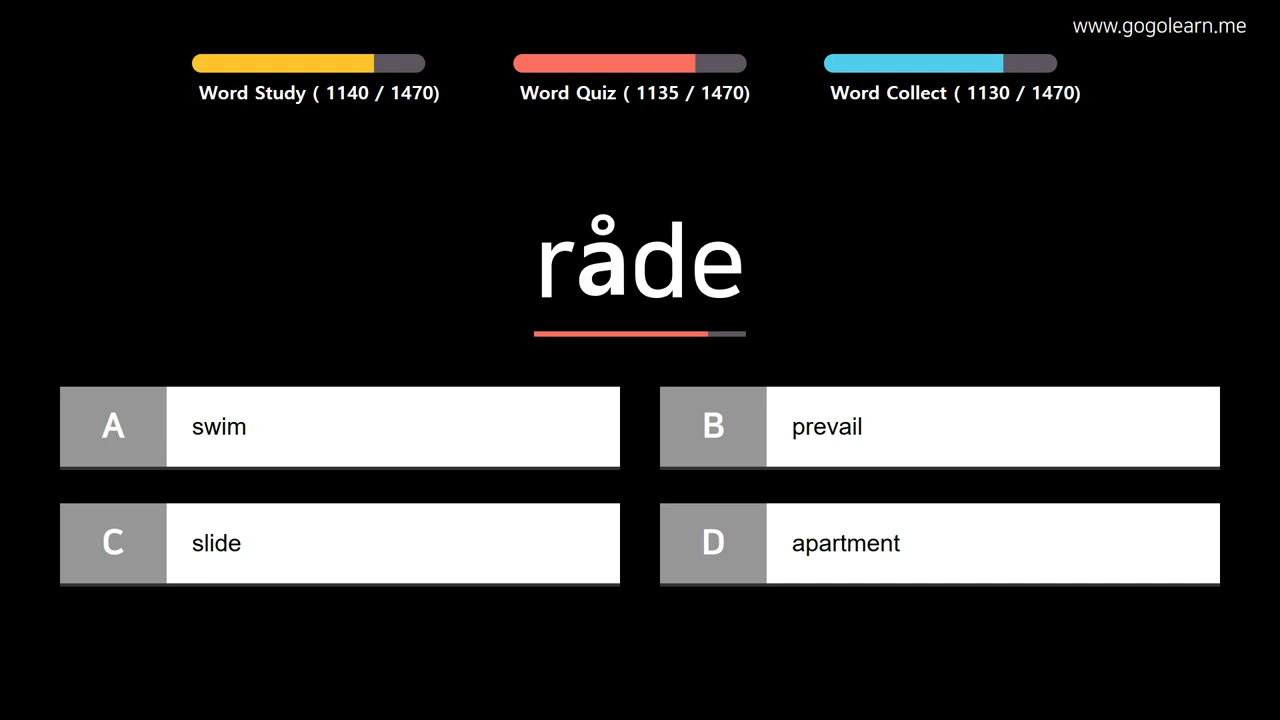 www.gogolearn.me
Word Study ( 1140 / 1470)
Word Quiz ( 1135 / 1470)
Word Collect ( 1130 / 1470)
råde
A swim
B prevail
C slide
D apartment